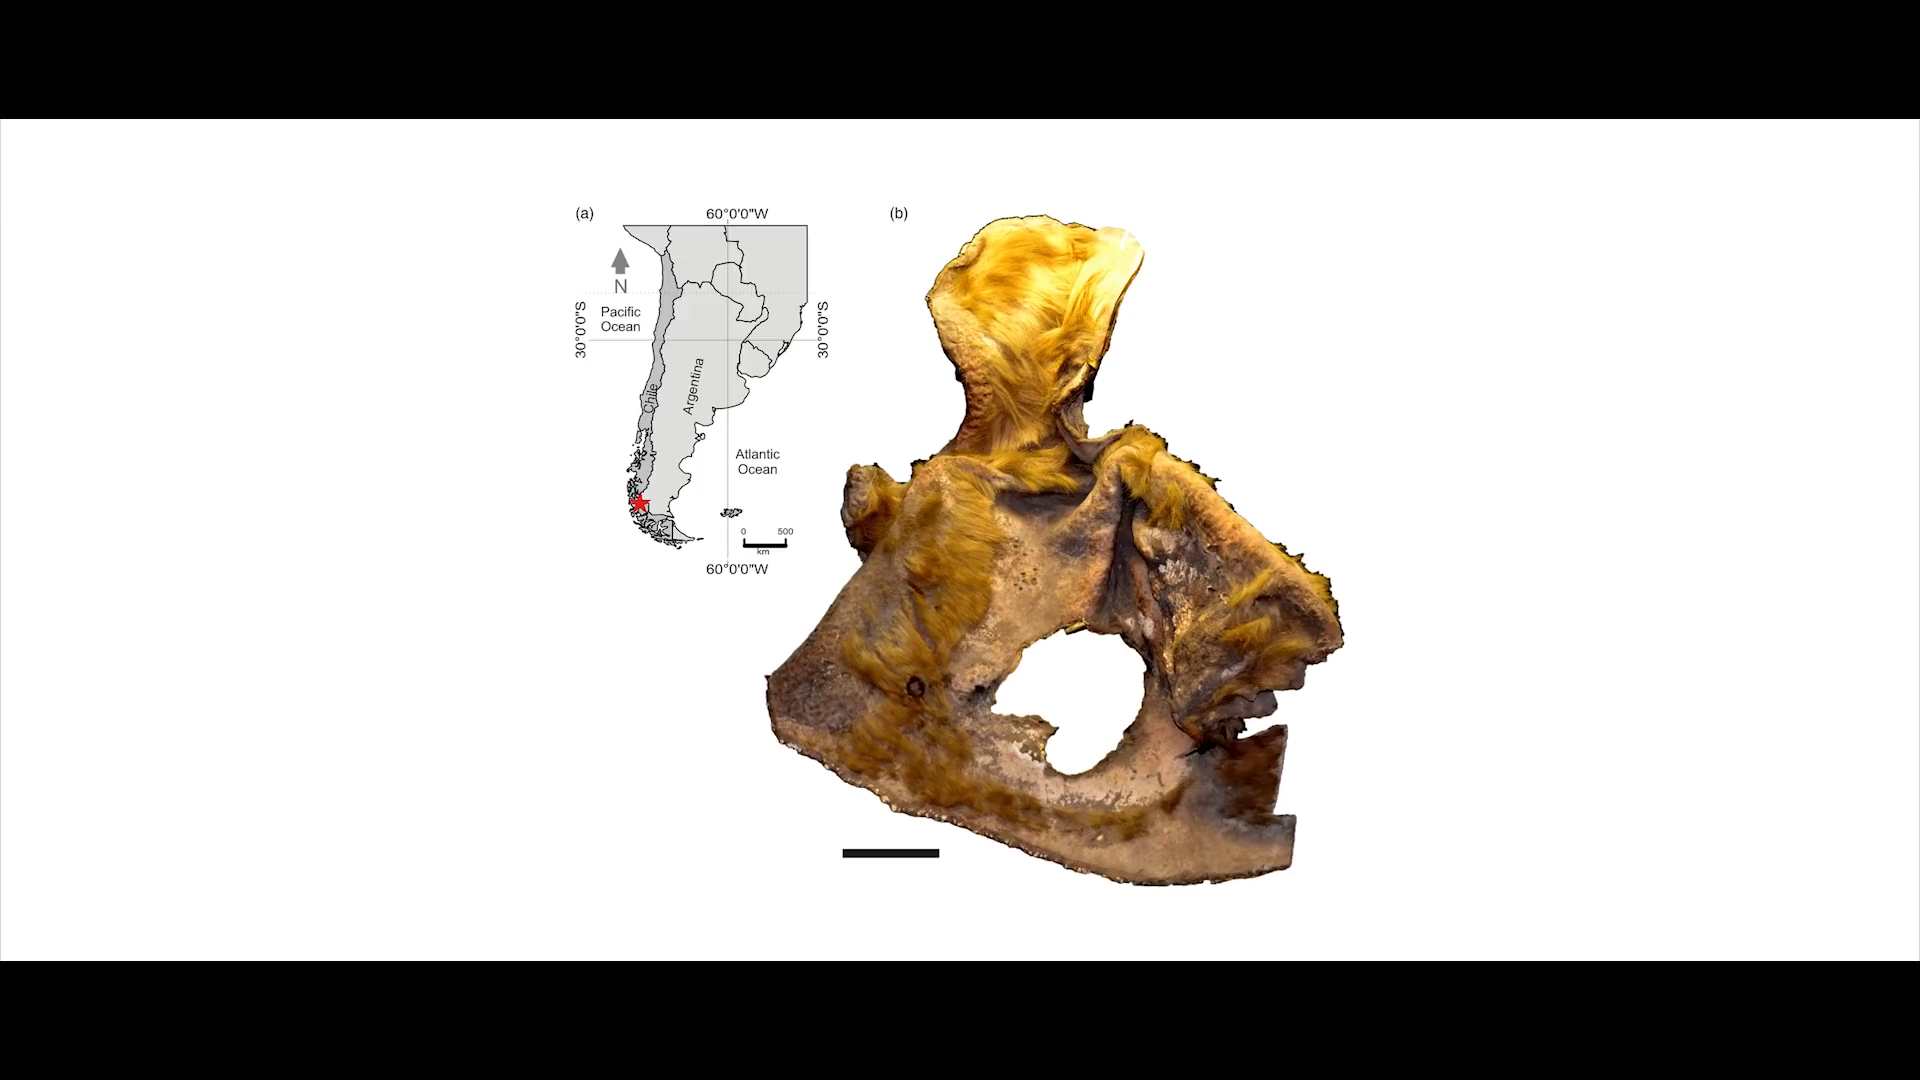 (a)
60°0'0"W
(b)
N
Pacific
Ocean
30°0'0"S
30°0'0"S
Chile
Argentina
Atlantic
Ocean
0 500
km
60°0'0"W